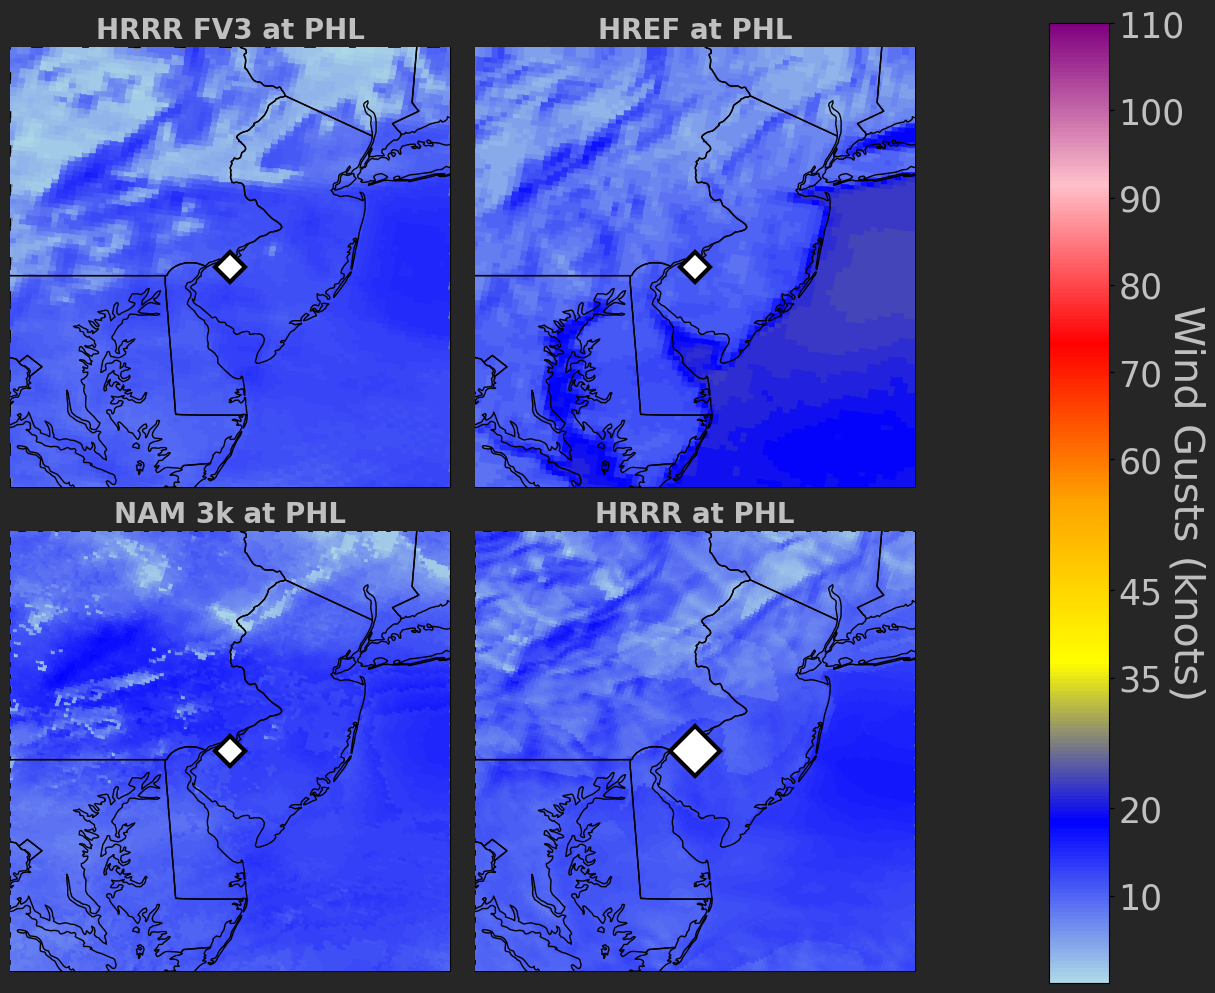 HRRR FV3 at PHL
HREF at PHL
NAM 3k at PHL
HRRR at PHL
110
100
90
80
70
60
45
35
20
10
Wind Gusts (knots)